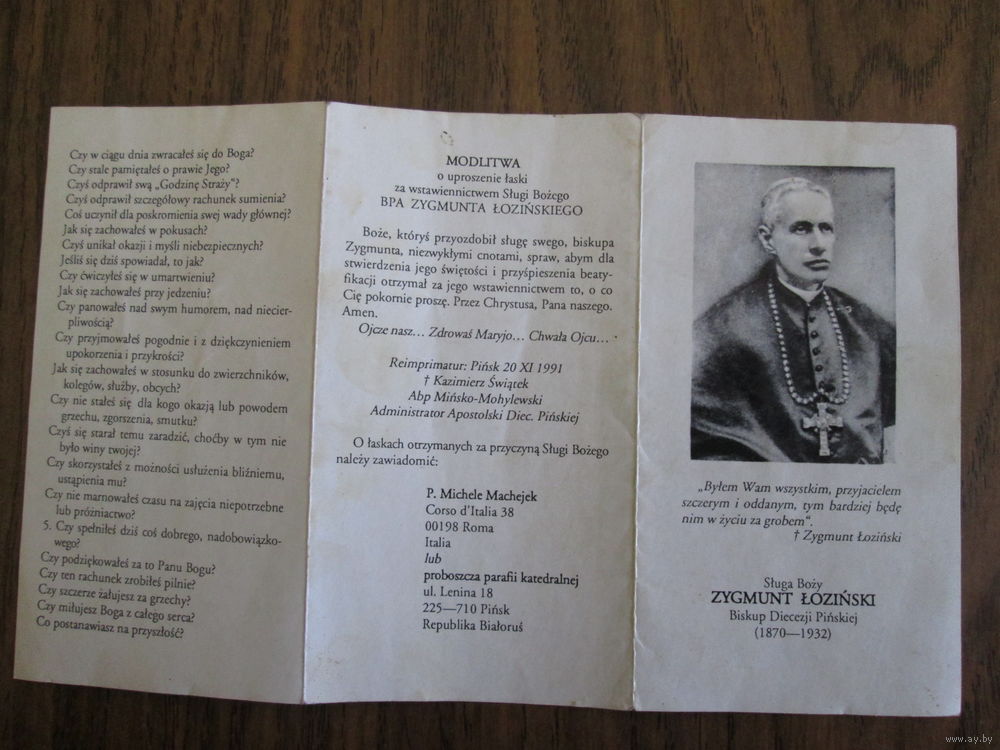 Czy w ciągu dnia zwracałeś się do Boga?
Czy stale pamiętałeś o prawie Jego?
Czyś odprawił swą „Godzinę Straży"?
Czyś odprawił szczegółowy rachunek sumienia?
Coś uczynił dla poskromienia swej wady głównej?
Jak się zachowałeś w pokusach?
Czyś unikał okazji i myśli niebezpiecznych?
Jeśliś się dziś spowiadał, to jak?
Czy ćwiczyłeś się w umartwieniu?
Jak się zachowałeś przy jedzeniu?
Czy panowałeś nad swym humorem, nad niecier-
pliwością?
Czy przyjmowałeś pogodnie i z dziękczynieniem
upokorzenia i przykrości?
Jak się zachowałeś w stosunku do zwierzchników,
kolegów, służby, obcych?
Czy nie stałeś się dla kogo okazją lub powodem
grzechu, zgorszenia, smutku?
Czyś się starał temu zaradzić, choćby w tym nie
było winy twojej?
Czy skorzystałeś z możności usłużenia bliźniemu,
ustąpienia mu?
Czy nie marnowałeś czasu na zajęcia niepotrzebne
lub próżniactwo?
5. Czy spełniłeś dziś coś dobrego, nadobowiązko-
wego?
Czy podziękowałeś za to Panu Bogu?
Czy ten rachunek zrobiłeś pilnie?
Czy szczerze żałujesz za grzechy?
Czy miłujesz Boga z całego serca?
Co postanawiasz na przyszłość?
MODLITWA
o uproszenie łaski
za wstawiennictwem Sługi Bożego
BPA ZYGMUNTA ŁOZIŃSKIEGO
Boże, któryś przyozdobił sługę swego, biskupa
Zygmunta, niezwykłymi cnotami, spraw, abym dla
stwierdzenia jego świętości i przyśpieszenia beaty-
fikacji otrzymał za jego wstawiennictwem to, o co
Cię pokornie proszę. Przez Chrystusa, Pana naszego.
Amen.
Ojcze nasz... Zdrowaś Maryjo... Chwała Ojcu...
Reimprimatur: Pińsk 20 XI 1991
† Kazimierz Świątek
Abp Mińsko-Mohylewski
Administrator Apostolski Diec. Pińskiej
O łaskach otrzymanych za przyczyną Sługi Bożego
należy zawiadomić:
P. Michele Machejek
Corso d'Italia 38
00198 Roma
Italia
lub
proboszcza parafii katedralnej
ul. Lenina 18
225—710 Pińsk
Republika Białoruś
„Byłem Wam wszystkim, przyjacielem
szczerym i oddanym, tym bardziej będę
nim w życiu za grobem".
† Zygmunt Łoziński
Sługa Boży
ZYGMUNT ŁOZIŃSKI
Biskup Diecezji Pińskiej
(1870—1932)
www.ay.by